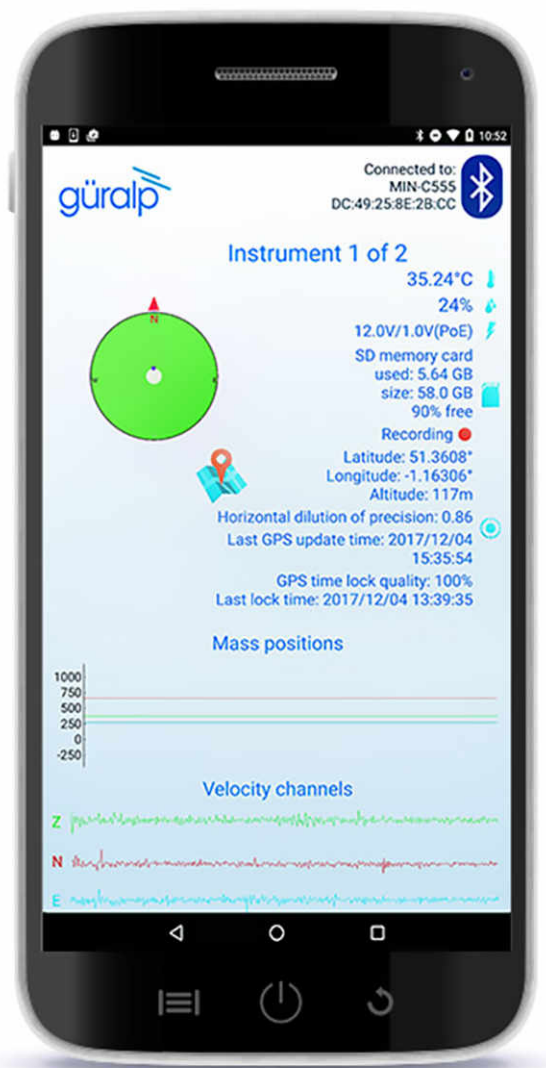 10:52
güralp
Connected to:
MIN-C555
DC:49:25:8E:2B:CC
Instrument 1 of 2
35.24°C
N
24%
12.0V/1.0V(PoE)
SD memory card
used: 5.64 GB
size: 58.0 GB
90% free
Recording
Latitude: 51.3608°
Longitude: -1.16306°
Altitude: 117m
Horizontal dilution of precision: 0.86
Last GPS update time: 2017/12/04
15:35:54
GPS time lock quality: 100%
Last lock time: 2017/12/04 13:39:35
Mass positions
1000
750
500
250
0
-250
Velocity channels
Z
N
E